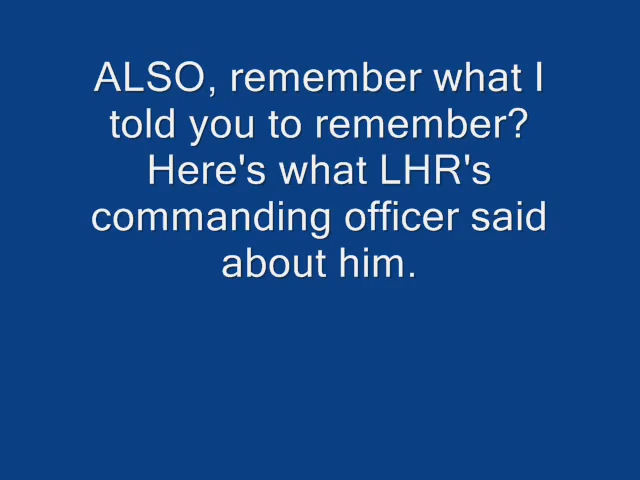 ALSO, remember what I
told you to remember?
Here's what LHR's
commanding officer said
about him.